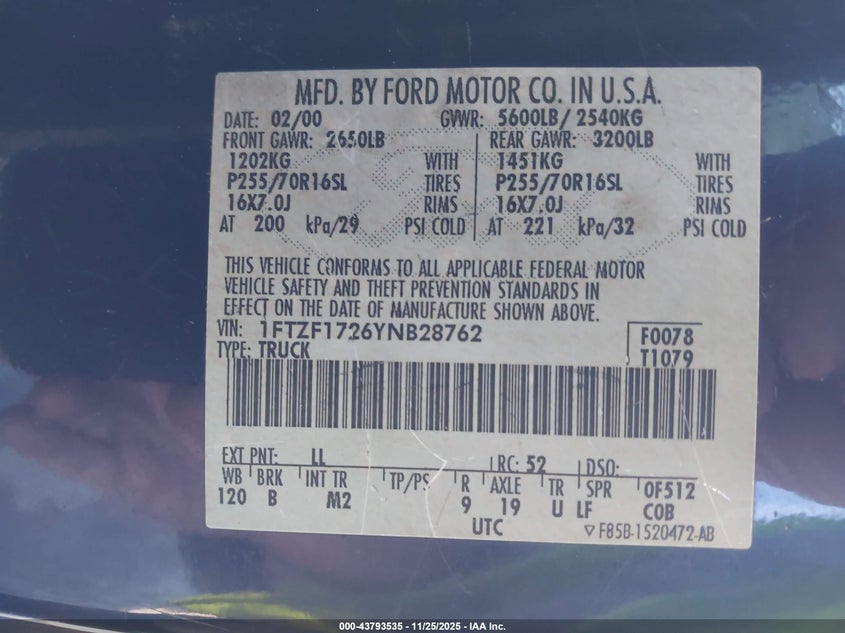 MFD. BY FORD MOTOR CO. IN U.S.A.
DATE: 02/00 GVWR: 5600LB/ 2540KG
FRONT GAWR: 2650LB REAR GAWR: 3200LB
1202KG WITH 1451KG WITH
P255/70R16SL TIRES P255/70R16SL TIRES
16X7.0J RIMS 16X7.0J RIMS
AT 200 kPa/29 PSI COLD AT 221 kPa/32 PSI COLD
THIS VEHICLE CONFORMS TO ALL APPLICABLE FEDERAL MOTOR
VEHICLE SAFETY AND THEFT PREVENTION STANDARDS IN
EFFECT ON THE DATE OF MANUFACTURE SHOWN ABOVE.
VIN: 1FTZF1726YNB28762 F0078
TYPE: TRUCK T1079
EXT PNT: LL RC: 52 DSO:
WB BRK INT TR TP/PS R AXLE TR SPR 0F512
120 B M2 9 19 U LF COB
UTC ▽ F85B-1520472-AB
000-43793535 - 11/25/2025 - IAA Inc.